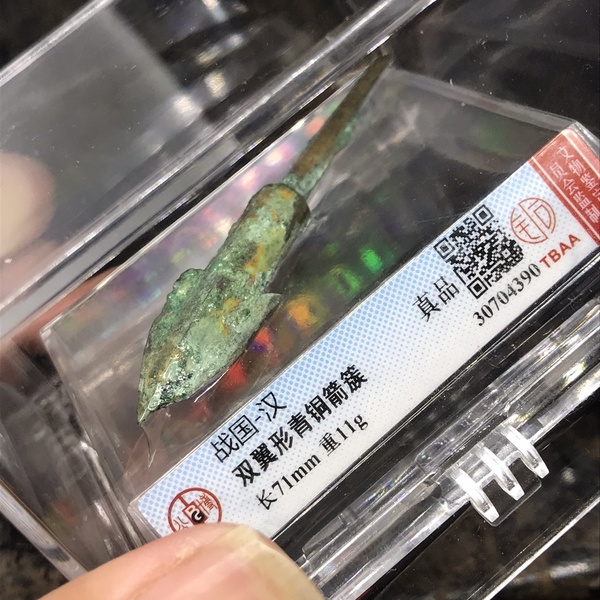 战国·汉
双翼形青铜箭簇
长71mm 重11g
真品
30704390
TBAA